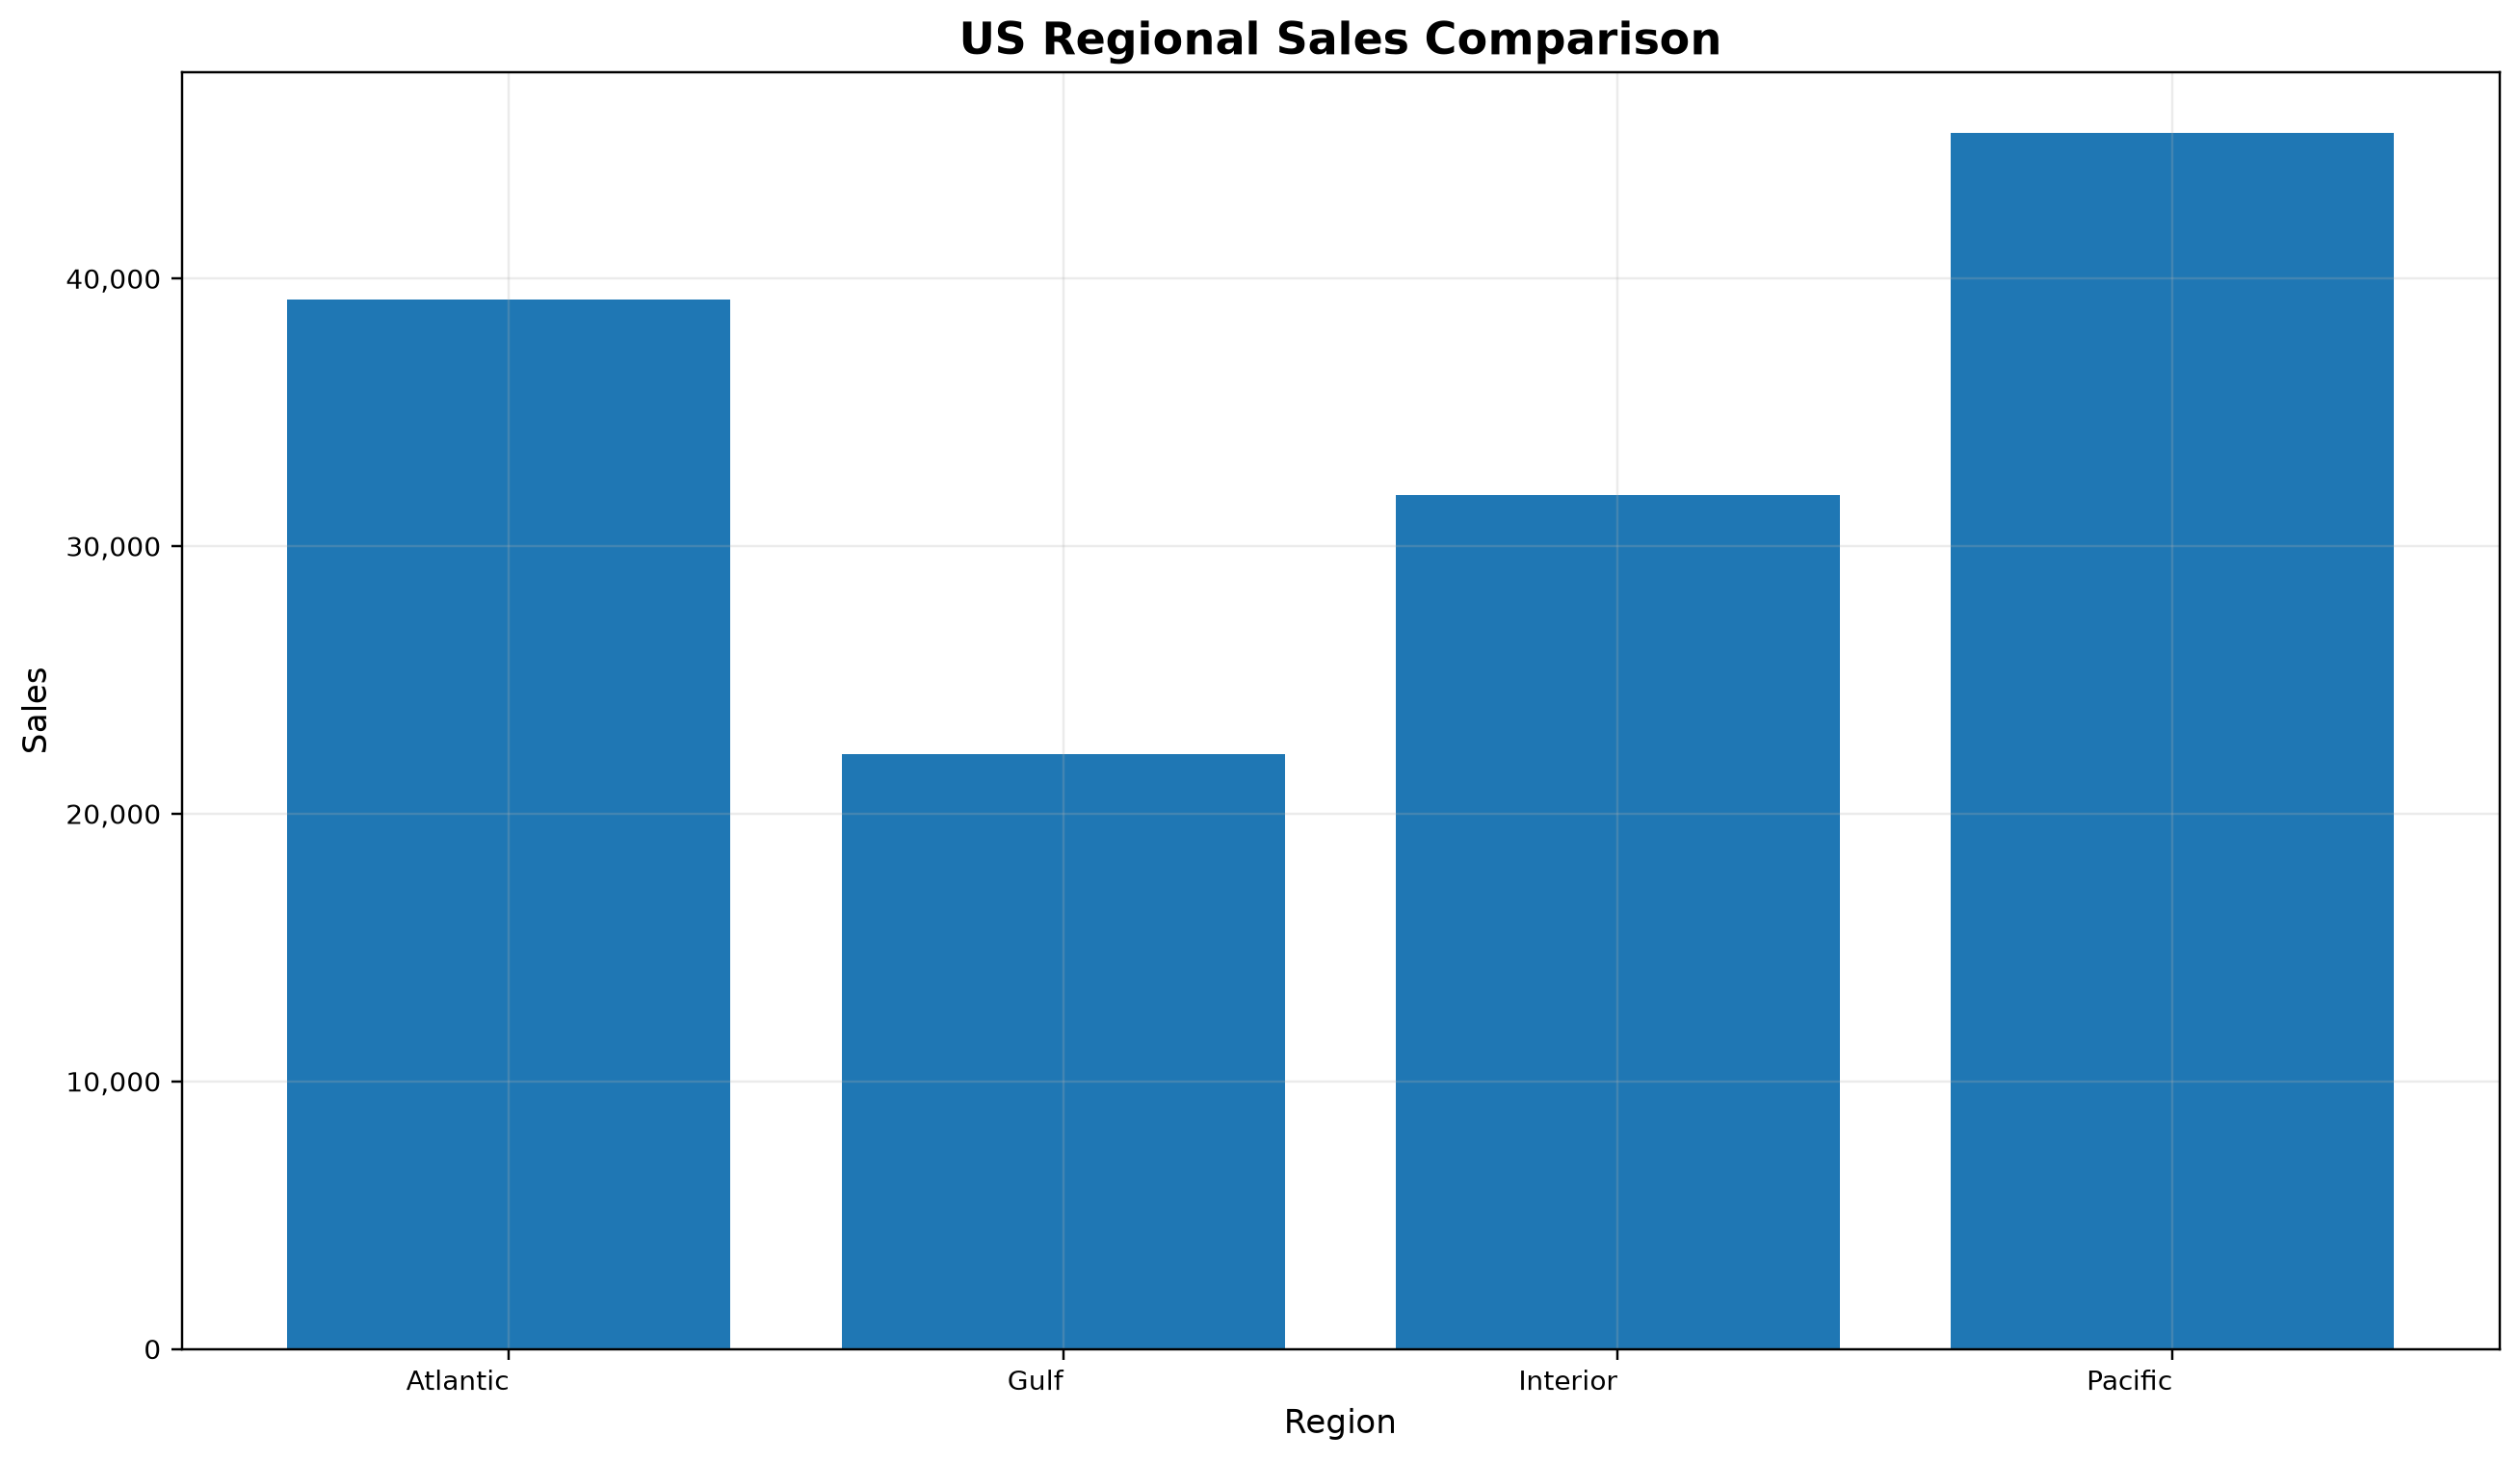 US Regional Sales Comparison
Sales
40,000
30,000
20,000
10,000
0
Atlantic Gulf Interior Pacific
Region